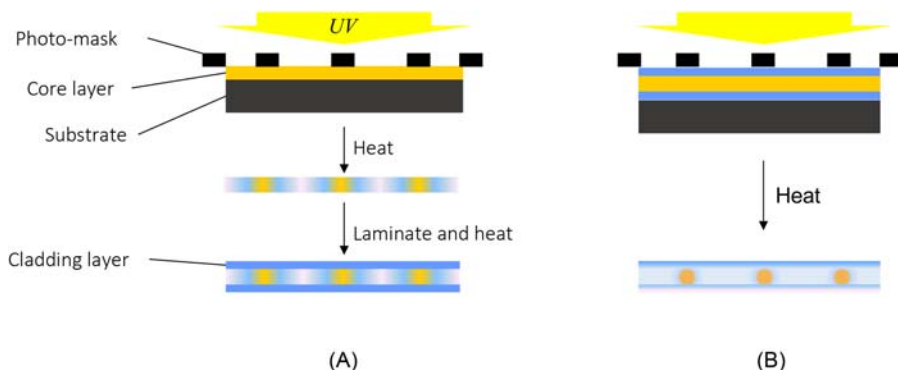 UV
Photo-mask
Core layer
Substrate
Heat
Heat
Laminate and heat
Cladding layer
(A)
(B)